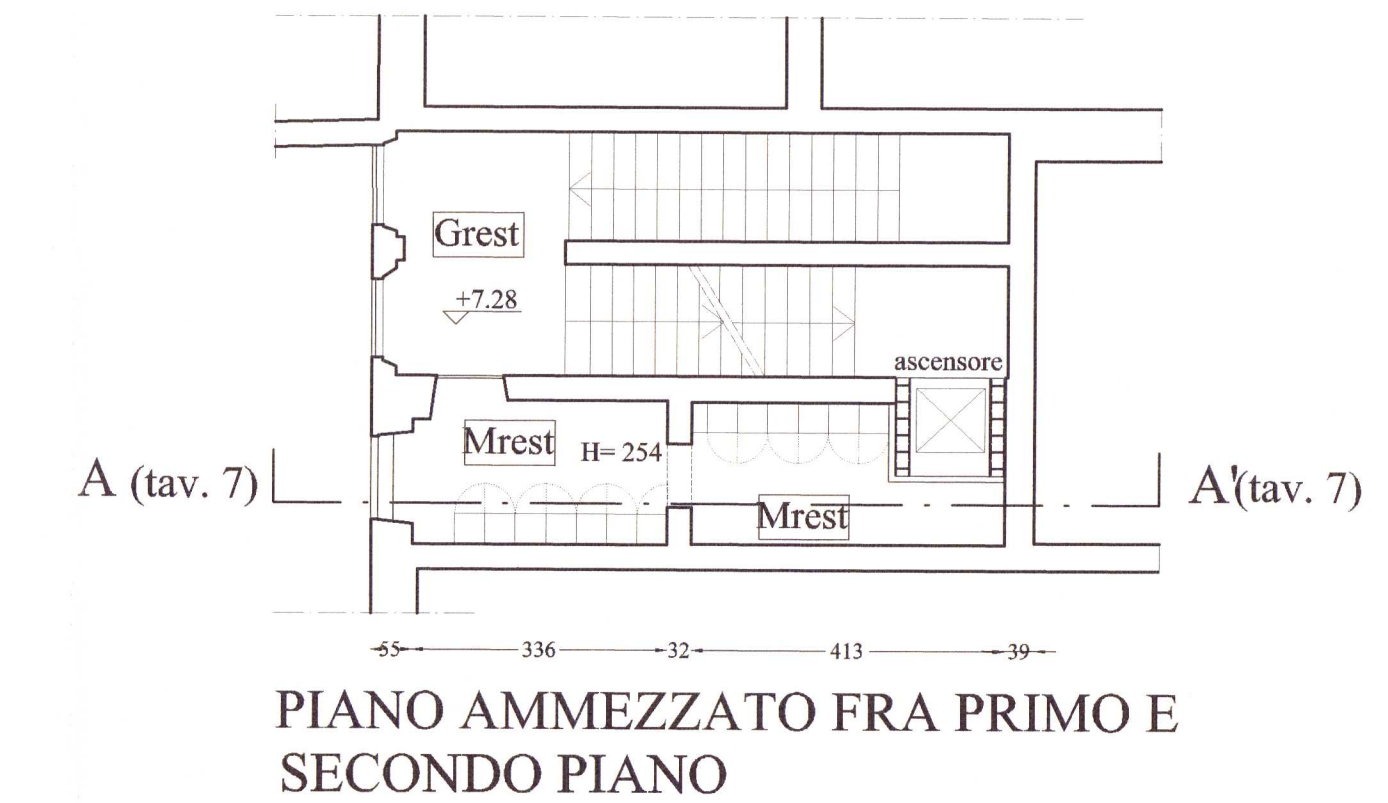 Grest
+7.28
ascensore
Mrest
H= 254
A (tav. 7)
A'(tav. 7)
Mrest
55 336 32 413 39
PIANO AMMEZZATO FRA PRIMO E
SECONDO PIANO